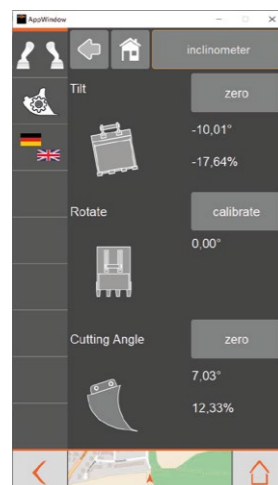 AppWindow
inclinometer
Tilt
zero
-10,01°
-17,64%
Rotate
calibrate
0,00°
Cutting Angle
zero
7,03°
12,33%